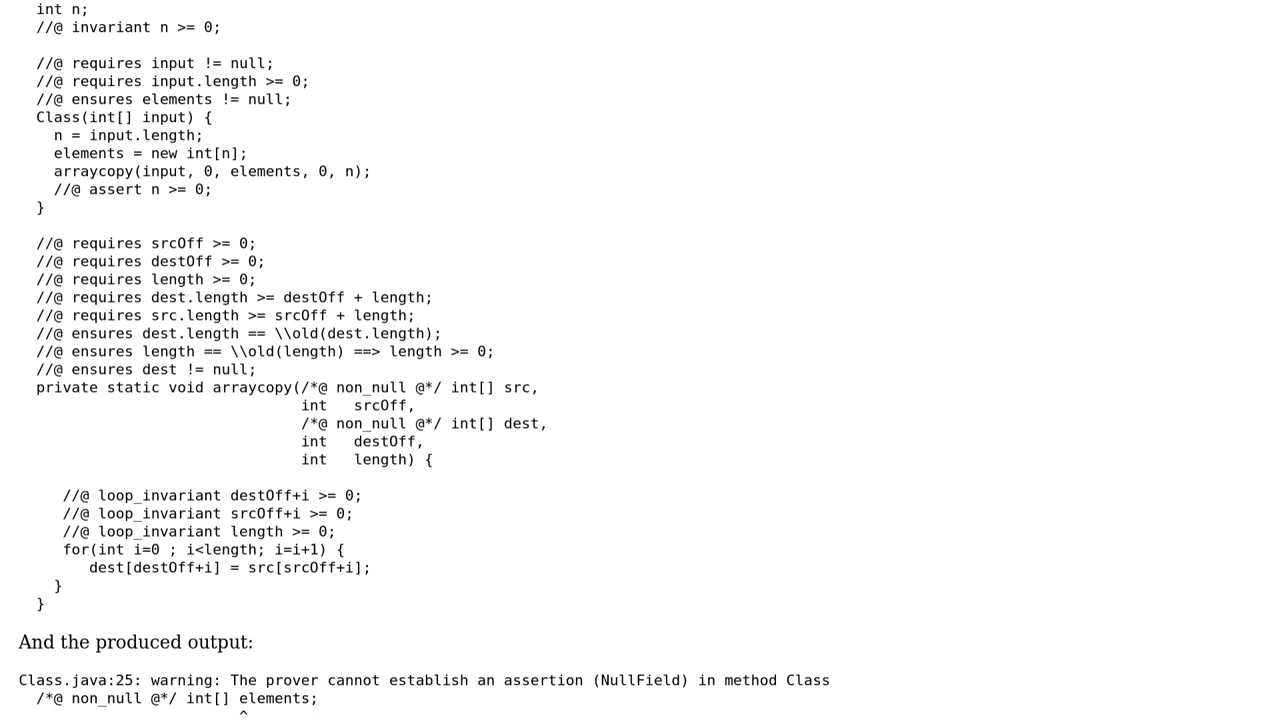 int n;
//@ invariant n >= 0;
//@ requires input != null;
//@ requires input.length >= 0;
//@ ensures elements != null;
Class(int[] input) {
n = input.length;
elements = new int[n];
arraycopy(input, 0, elements, 0, n);
//@ assert n >= 0;
}
//@ requires srcOff >= 0;
//@ requires destOff >= 0;
//@ requires length >= 0;
//@ requires dest.length >= destOff + length;
//@ requires src.length >= srcOff + length;
//@ ensures dest.length == \\old(dest.length);
//@ ensures length == \\old(length) ==> length >= 0;
//@ ensures dest != null;
private static void arraycopy(/*@ non_null @*/ int[] src,
int   srcOff,
/*@ non_null @*/ int[] dest,
int   destOff,
int   length) {
//@ loop_invariant destOff+i >= 0;
//@ loop_invariant srcOff+i >= 0;
//@ loop_invariant length >= 0;
for(int i=0 ; i<length; i=i+1) {
dest[destOff+i] = src[srcOff+i];
}
}
And the produced output:
Class.java:25: warning: The prover cannot establish an assertion (NullField) in method Class
/*@ non_null @*/ int[] elements;
^